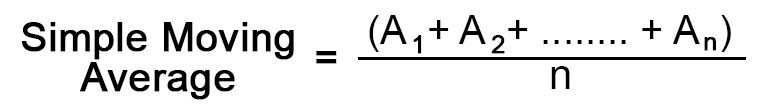 Simple Moving
Average
=
(A₁+ A₂+ ........ + Aₙ)
n